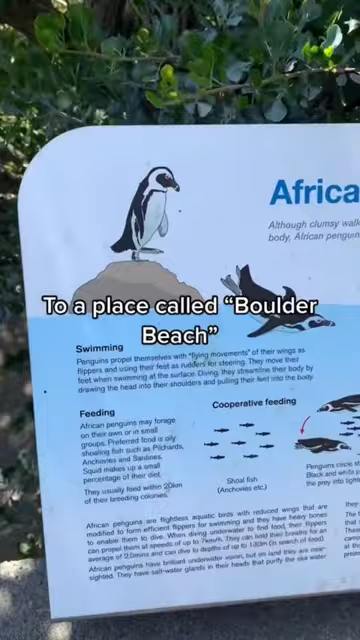 Africa
Although clumsy walk
body, African penguin
To a place called “Boulder
Beach”
Swimming
Penguins propel themselves with "flying movements" of their wings as
flippers and using their feet as rudders for steering. They move their
feet when swimming at the surface. Diving, they streamline their body by
drawing the head into their shoulders and pulling their feet into the body.
Feeding
African penguins may forage
on their own or in small
groups. Preferred food is oily
shoaling fish such as Pilchards,
Anchovies and Sardines.
Squid makes up a small
percentage of their diet.
They usually feed within 20km
of their breeding colonies.
Cooperative feeding
Shoal fish
(Anchovies etc.)
Penguins circle
Black and white
the prey into tight
African penguins are flightless aquatic birds with reduced wings that are
modified to form efficient flippers for swimming and they have heavy bones
to enable them to dive. When diving underwater to find food, their flippers
can propel them at speeds of up to 7km/h. They can hold their breaths for an
average of 2.5mins and can dive to depths of up to 130m (in search of food).
African penguins have brilliant underwater vision, but on land they are near-
sighted. They have salt-water glands in their heads that purify the sea water